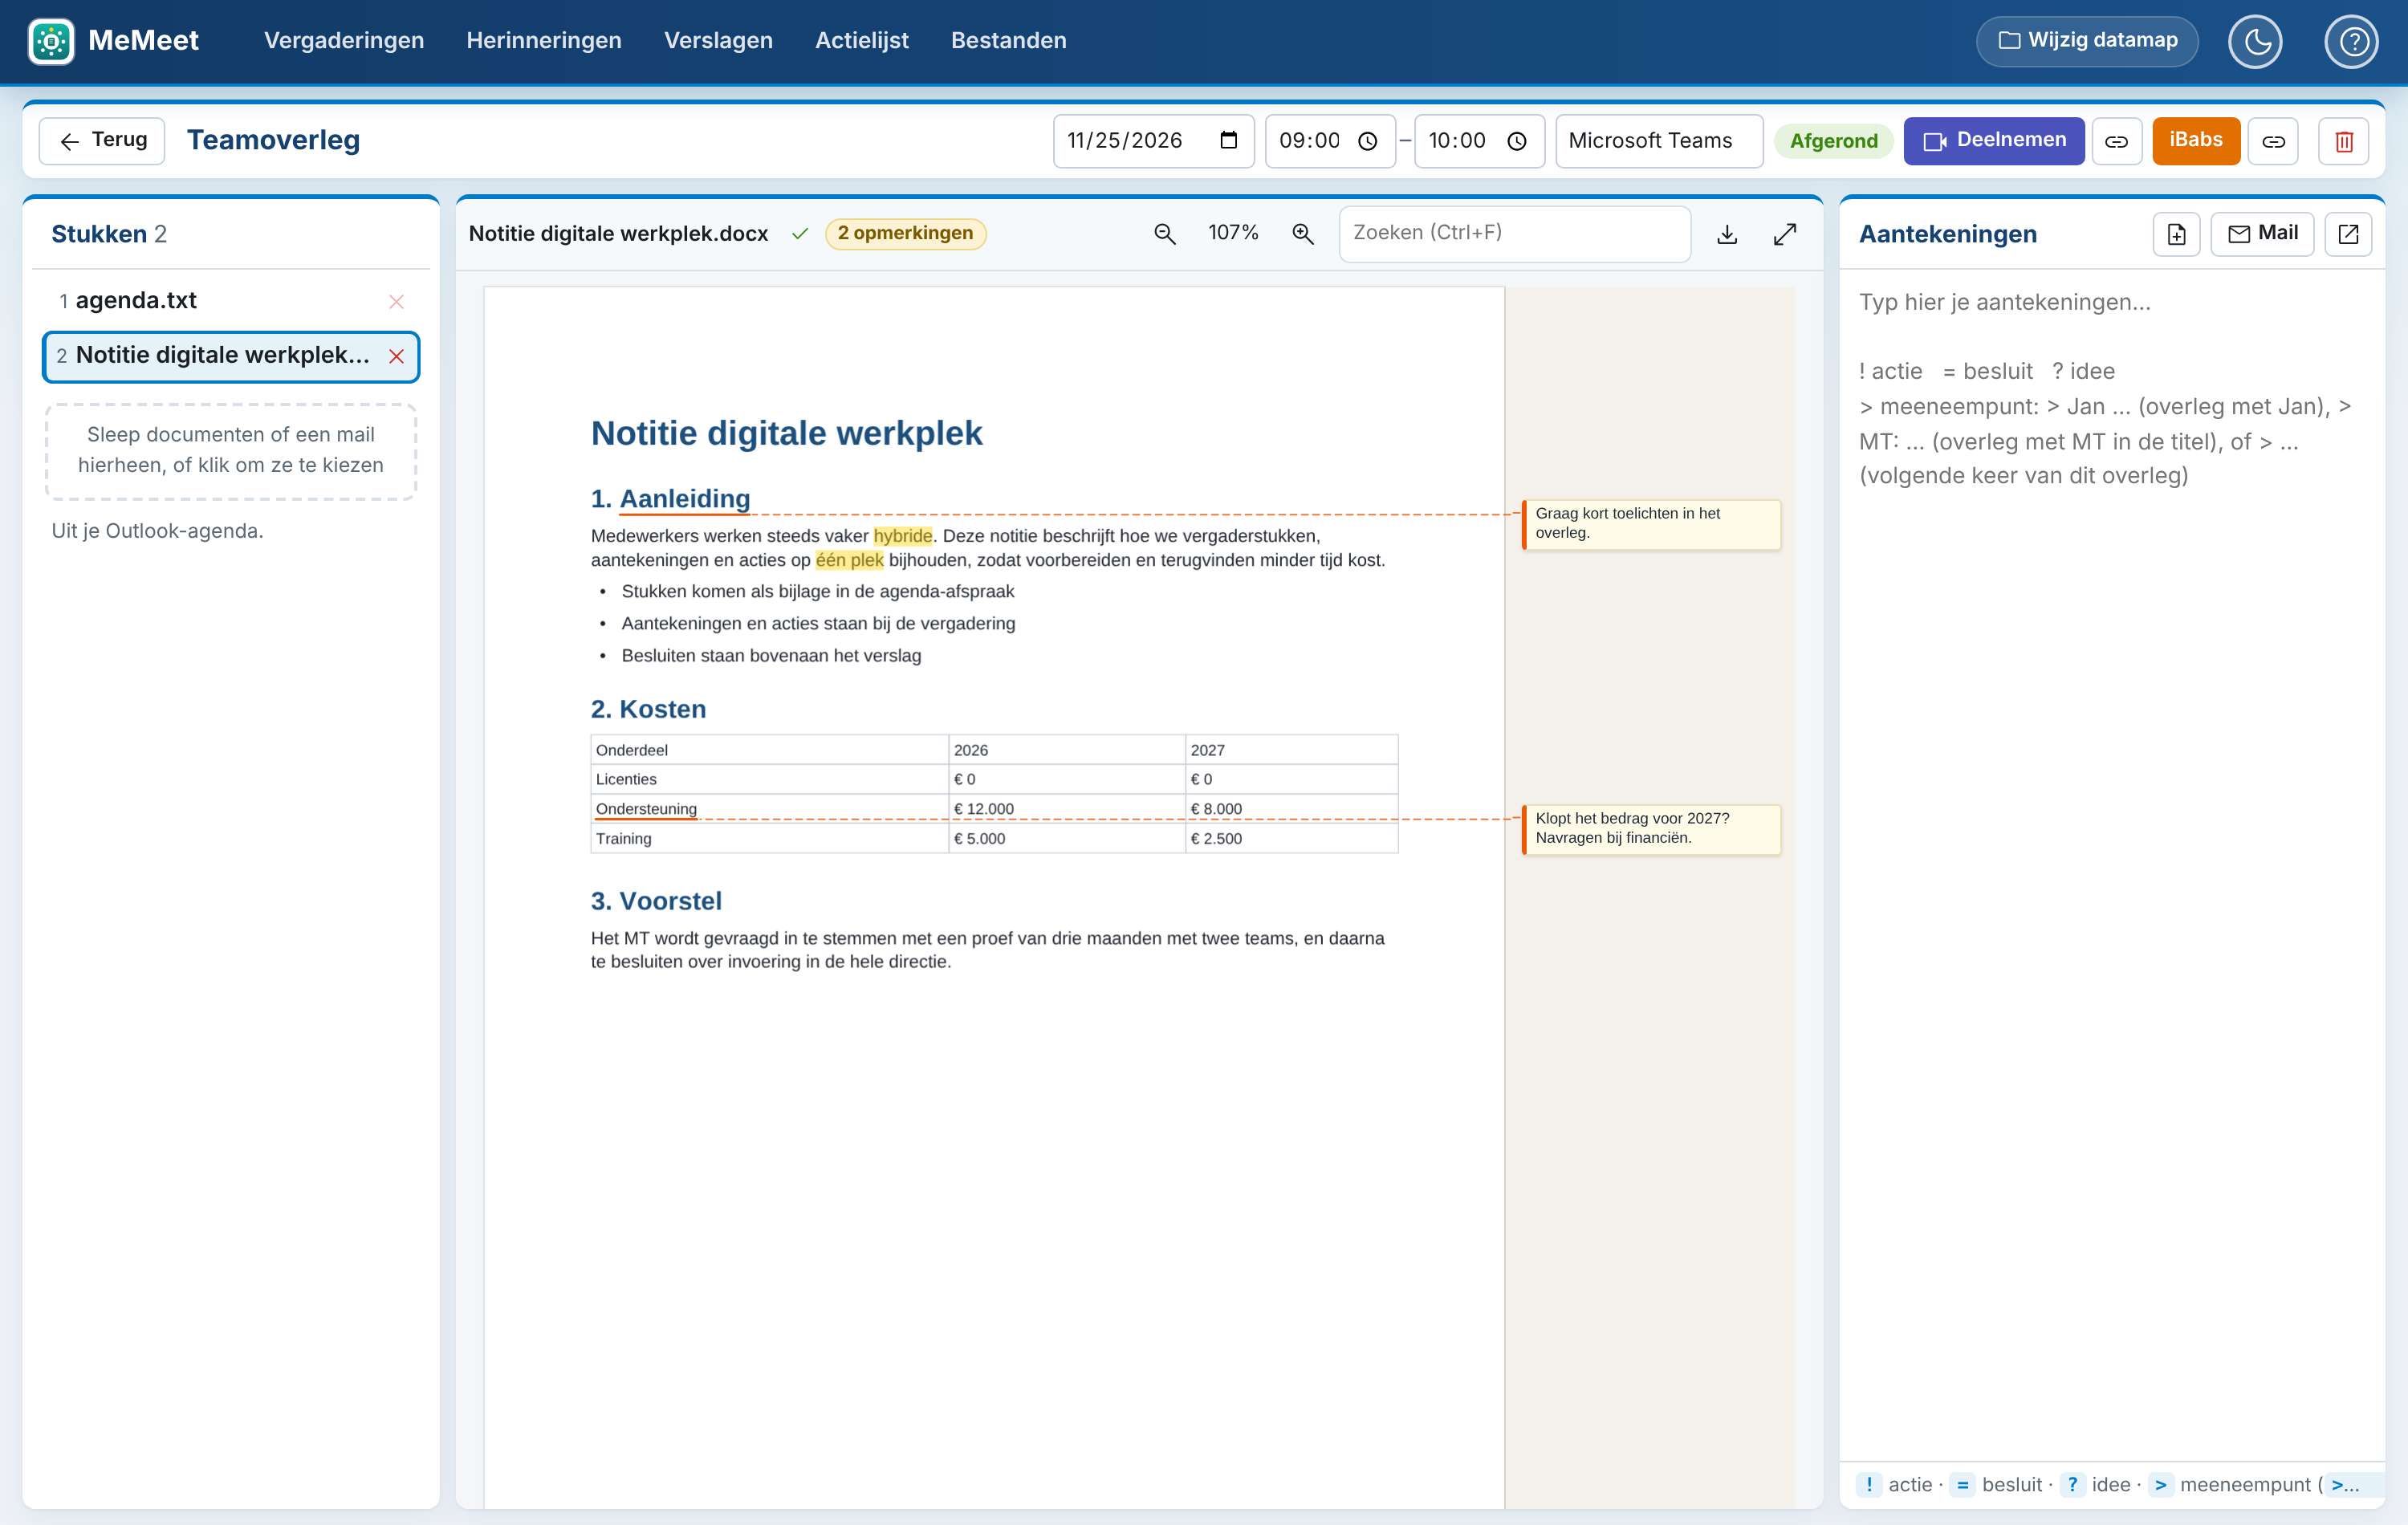 MeMeet
Vergaderingen
Herinneringen
Verslagen
Actielijst
Bestanden
Wijzig datamap
Terug
Teamoverleg
11/25/2026
09:00
–
10:00
Microsoft Teams
Afgerond
Deelnemen
iBabs
Stukken 2
1 agenda.txt
2 Notitie digitale werkplek...
Sleep documenten of een mail
hierheen, of klik om ze te kiezen
Uit je Outlook-agenda.
Notitie digitale werkplek.docx
2 opmerkingen
107%
Zoeken (Ctrl+F)
Notitie digitale werkplek
1. Aanleiding
Medewerkers werken steeds vaker hybride. Deze notitie beschrijft hoe we vergaderstukken,
aantekeningen en acties op één plek bijhouden, zodat voorbereiden en terugvinden minder tijd kost.
• Stukken komen als bijlage in de agenda-afspraak
• Aantekeningen en acties staan bij de vergadering
• Besluiten staan bovenaan het verslag
2. Kosten
Onderdeel 2026 2027
Licenties € 0 € 0
Ondersteuning € 12.000 € 8.000
Training € 5.000 € 2.500
3. Voorstel
Het MT wordt gevraagd in te stemmen met een proef van drie maanden met twee teams, en daarna
te besluiten over invoering in de hele directie.
Graag kort toelichten in het
overleg.
Klopt het bedrag voor 2027?
Navragen bij financiën.
Aantekeningen
Mail
Typ hier je aantekeningen...
! actie = besluit ? idee
> meeneempunt: > Jan ... (overleg met Jan), >
MT: ... (overleg met MT in de titel), of > ...
(volgende keer van dit overleg)
! actie · = besluit · ? idee · > meeneempunt ( >...